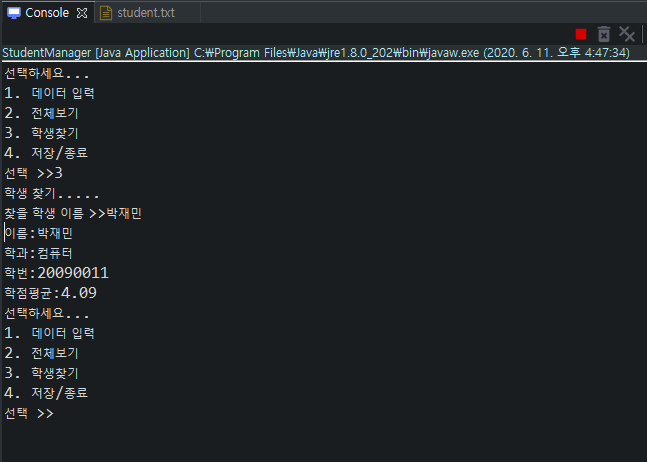 Console student.txt
StudentManager [Java Application] C:₩Program Files₩Java₩jre1.8.0_202₩bin₩javaw.exe (2020. 6. 11. 오후 4:47:34)
선택하세요...
1. 데이터 입력
2. 전체보기
3. 학생찾기
4. 저장/종료
선택 >>3
학생 찾기.....
찾을 학생 이름 >>박재민
이름:박재민
학과:컴퓨터
학번:20090011
학점평균:4.09
선택하세요...
1. 데이터 입력
2. 전체보기
3. 학생찾기
4. 저장/종료
선택 >>